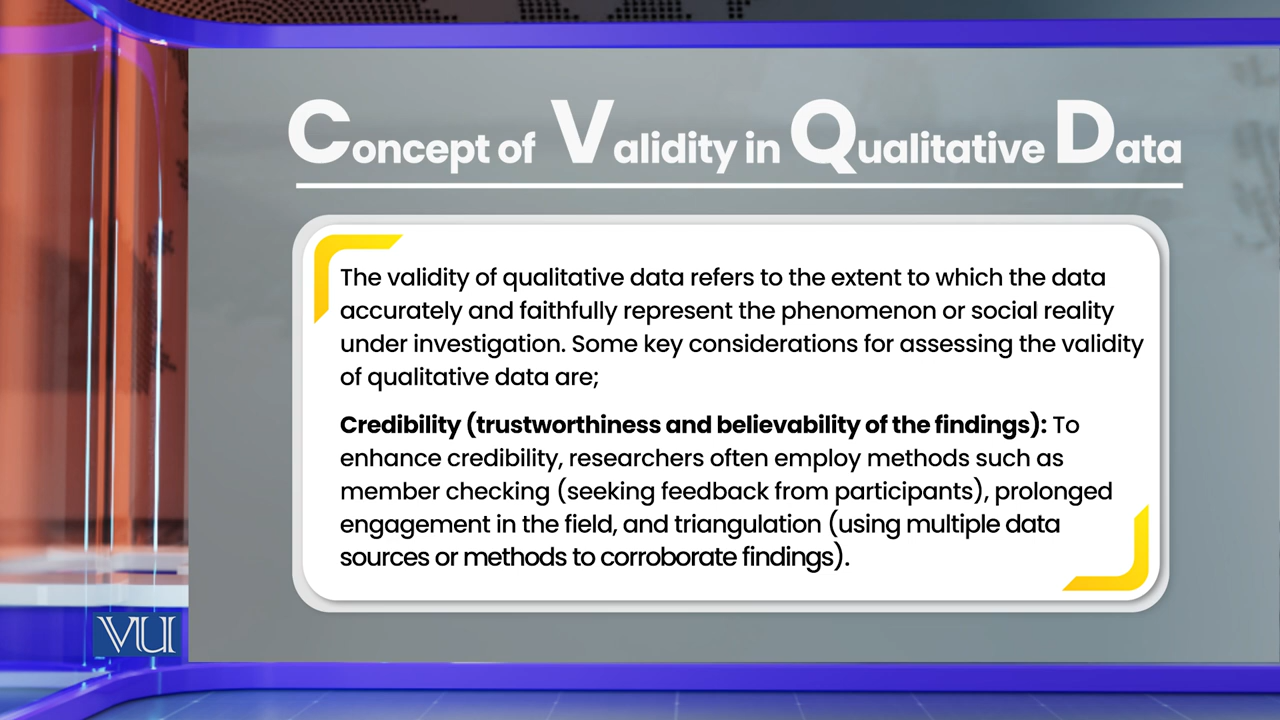 Concept of Validity in Qualitative Data
The validity of qualitative data refers to the extent to which the data
accurately and faithfully represent the phenomenon or social reality
under investigation. Some key considerations for assessing the validity
of qualitative data are;
Credibility (trustworthiness and believability of the findings): To
enhance credibility, researchers often employ methods such as
member checking (seeking feedback from participants), prolonged
engagement in the field, and triangulation (using multiple data
sources or methods to corroborate findings).
VU